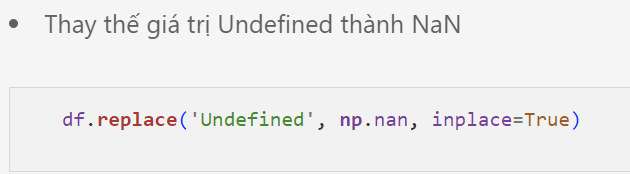 Thay thế giá trị Undefined thành NaN
df.replace('Undefined', np.nan, inplace=True)